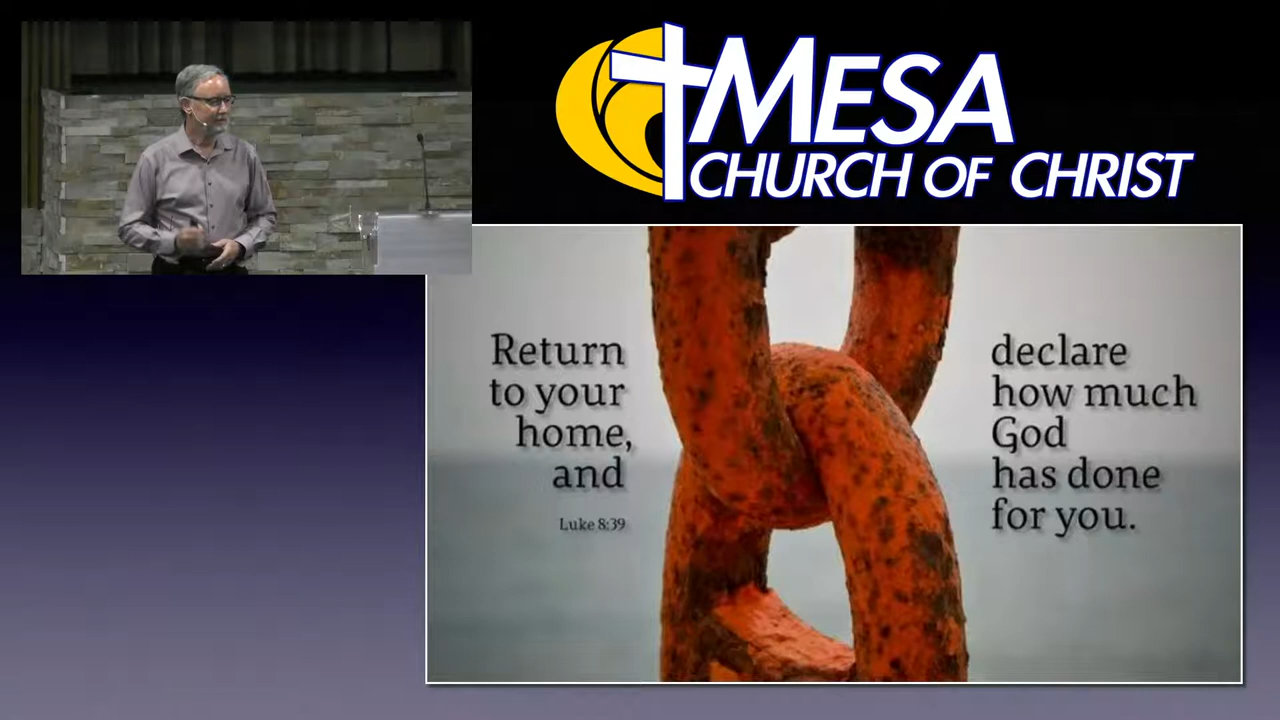 MESA
CHURCH OF CHRIST
Return
to your
home,
and
Luke 8:39
declare
how much
God
has done
for you.